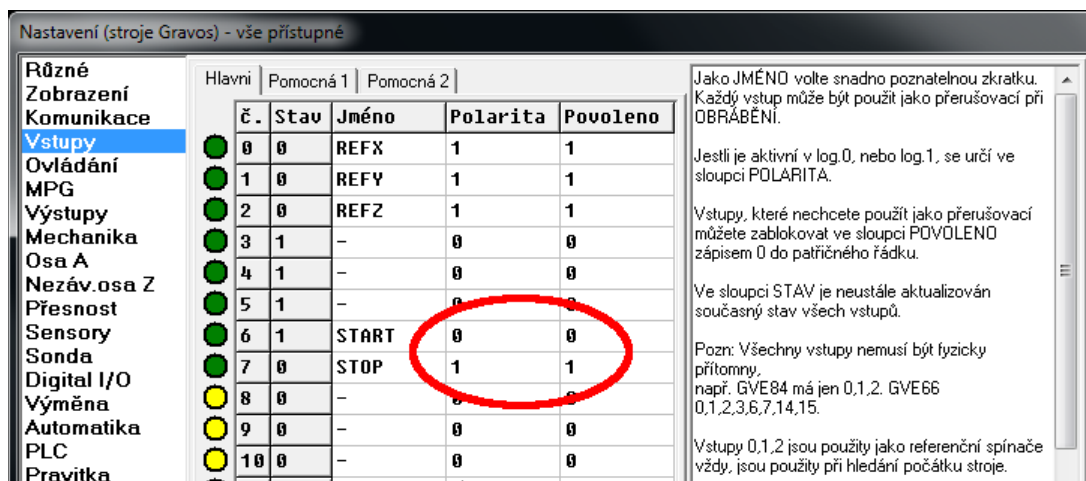 Nastavení (stroje Gravos) - vše přístupné
Různé
Zobrazení
Komunikace
Vstupy
Ovládání
MPG
Výstupy
Mechanika
Osa A
Nezáv.osa Z
Přesnost
Sensory
Sonda
Digital I/O
Výměna
Automatika
PLC
Pravítka
Hlavni Pomocná 1 Pomocná 2
č. Stav Jméno Polarita Povoleno
0 0 REFX 1 1
1 0 REFY 1 1
2 0 REFZ 1 1
3 1 - 0 0
4 1 - 0 0
5 1 - 0 0
6 1 START 0 0
7 0 STOP 1 1
8 0 - 0 0
9 0 - 0 0
10 0 - 0 0
Jako JMÉNO volte snadno poznatelnou zkratku.
Každý vstup může být použit jako přerušovací při
OBRÁBĚNÍ.
Jestli je aktivní v log.0, nebo log.1, se určí ve
sloupci POLARITA.
Vstupy, které nechcete použít jako přerušovací
můžete zablokovat ve sloupci POVOLENO
zápisem 0 do patřičného řádku.
Ve sloupci STAV je neustále aktualizován
současný stav všech vstupů.
Pozn: Všechny vstupy nemusí být fyzicky
přítomny,
např. GVE84 má jen 0,1,2. GVE66
0,1,2,3,6,7,14,15.
Vstupy 0,1,2 jsou použity jako referenční spínače
vždy, jsou použity při hledání počátku stroje.